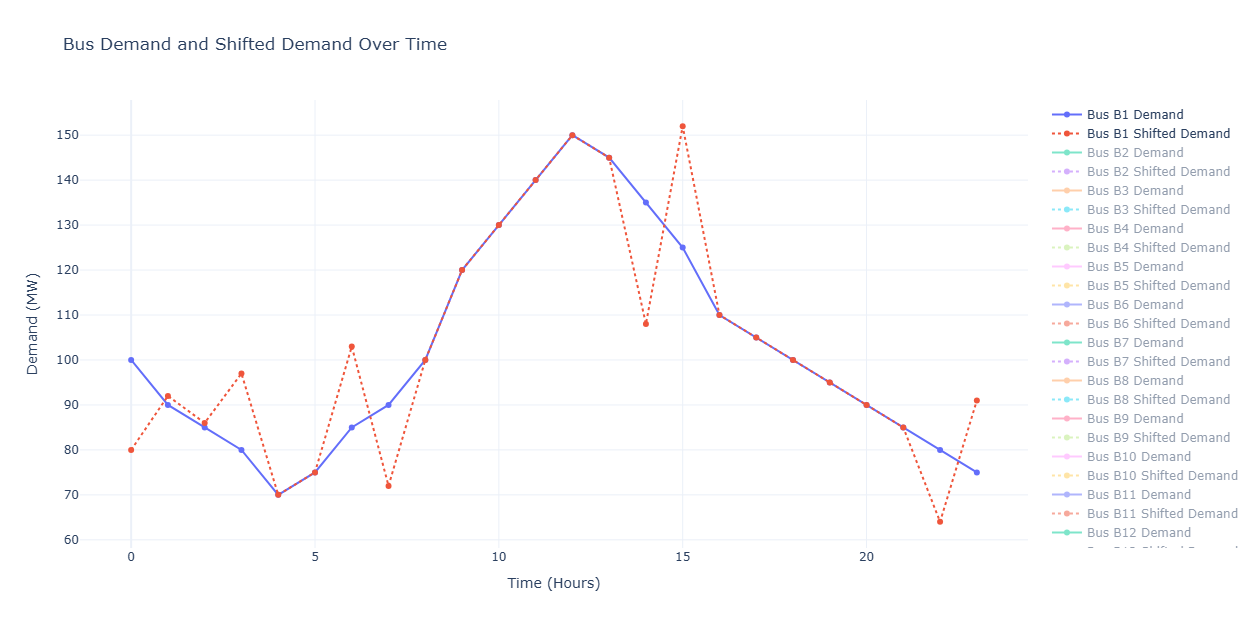 Bus Demand and Shifted Demand Over Time
Demand (MW)
150
140
130
120
110
100
90
80
70
60
0
5
10
15
20
Time (Hours)
Bus B1 Demand
Bus B1 Shifted Demand
Bus B2 Demand
Bus B2 Shifted Demand
Bus B3 Demand
Bus B3 Shifted Demand
Bus B4 Demand
Bus B4 Shifted Demand
Bus B5 Demand
Bus B5 Shifted Demand
Bus B6 Demand
Bus B6 Shifted Demand
Bus B7 Demand
Bus B7 Shifted Demand
Bus B8 Demand
Bus B8 Shifted Demand
Bus B9 Demand
Bus B9 Shifted Demand
Bus B10 Demand
Bus B10 Shifted Demand
Bus B11 Demand
Bus B11 Shifted Demand
Bus B12 Demand